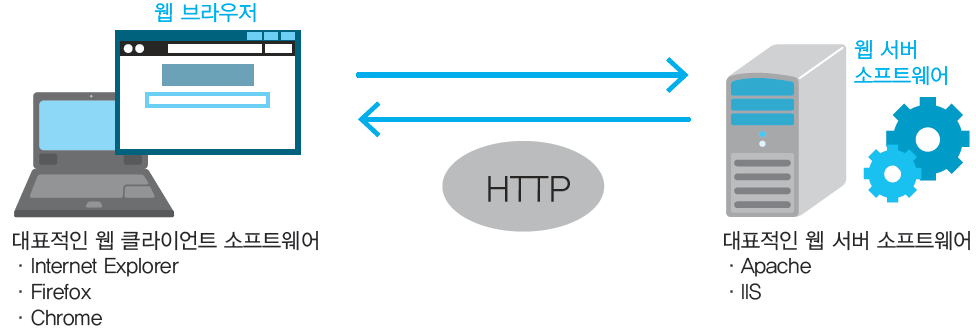 웹 브라우저
웹 서버
소프트웨어
HTTP
대표적인 웹 클라이언트 소프트웨어
· Internet Explorer
· Firefox
· Chrome
대표적인 웹 서버 소프트웨어
· Apache
· IIS